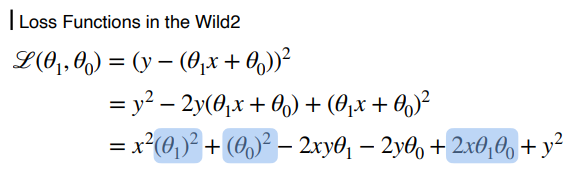 | Loss Functions in the Wild2
ℒ(θ₁, θ₀) = (y − (θ₁x + θ₀))²
= y² − 2y(θ₁x + θ₀) + (θ₁x + θ₀)²
= x²(θ₁)² + (θ₀)² − 2xyθ₁ − 2yθ₀ + 2xθ₁θ₀ + y²